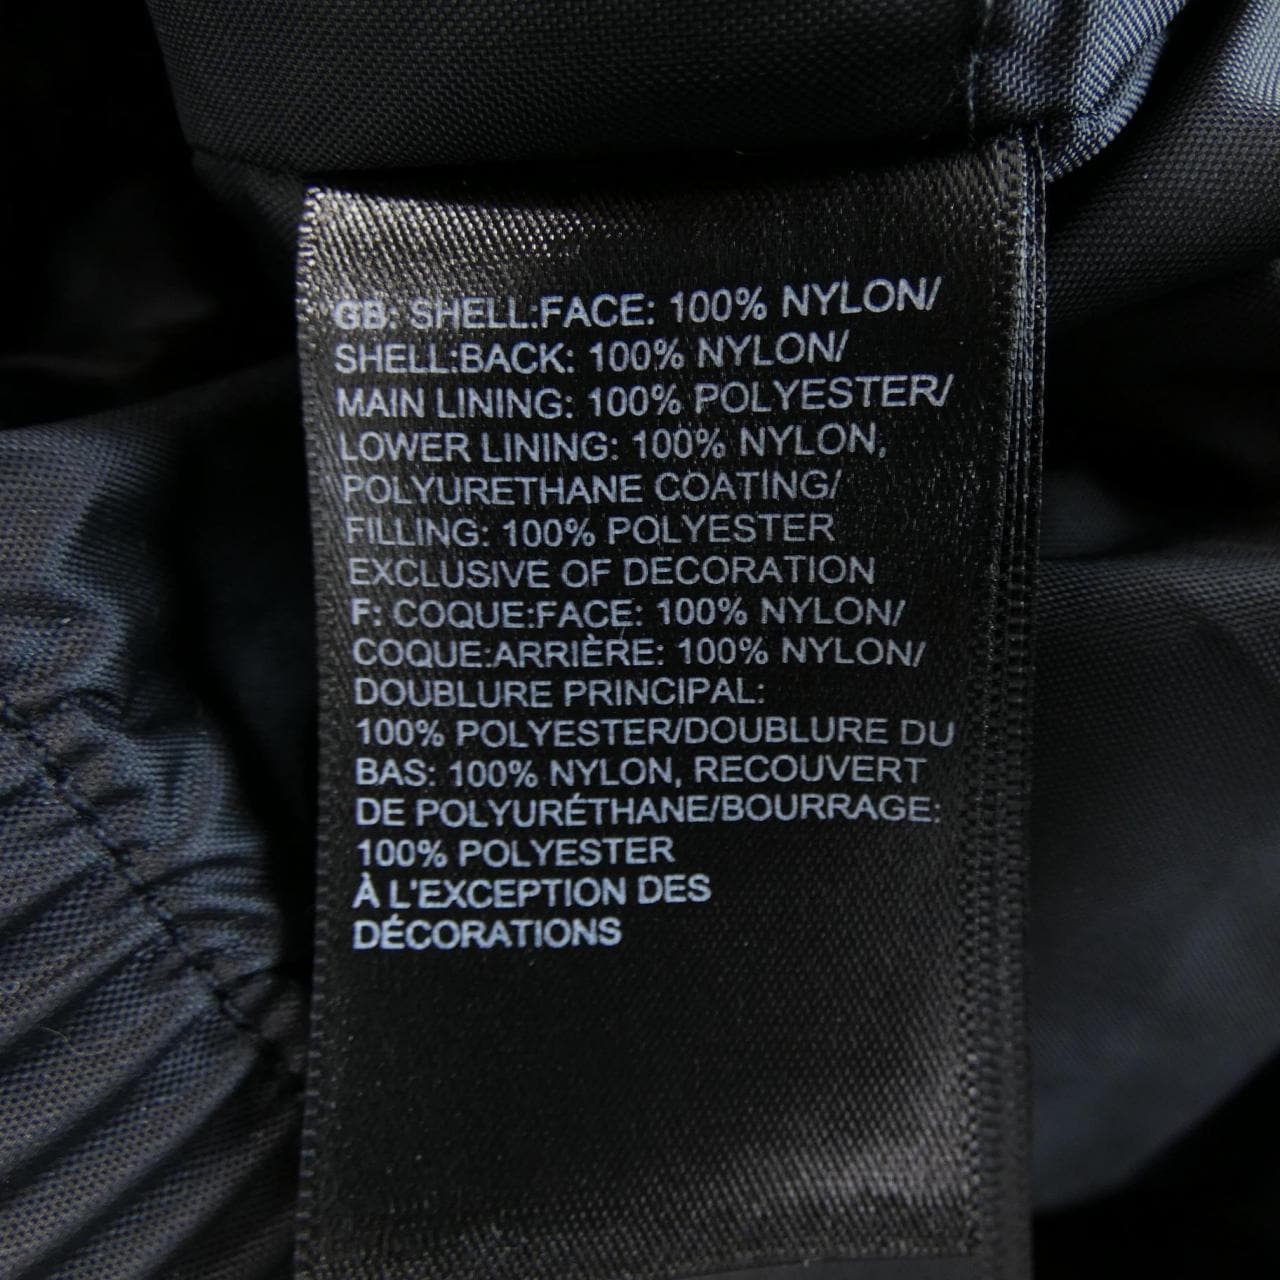 GB: SHELL:FACE: 100% NYLON/
SHELL:BACK: 100% NYLON/
MAIN LINING: 100% POLYESTER/
LOWER LINING: 100% NYLON,
POLYURETHANE COATING/
FILLING: 100% POLYESTER
EXCLUSIVE OF DECORATION
F: COQUE:FACE: 100% NYLON/
COQUE:ARRIÈRE: 100% NYLON/
DOUBLURE PRINCIPAL:
100% POLYESTER/DOUBLURE DU
BAS: 100% NYLON, RECOUVERT
DE POLYURÉTHANE/BOURRAGE:
100% POLYESTER
À L'EXCEPTION DES
DÉCORATIONS